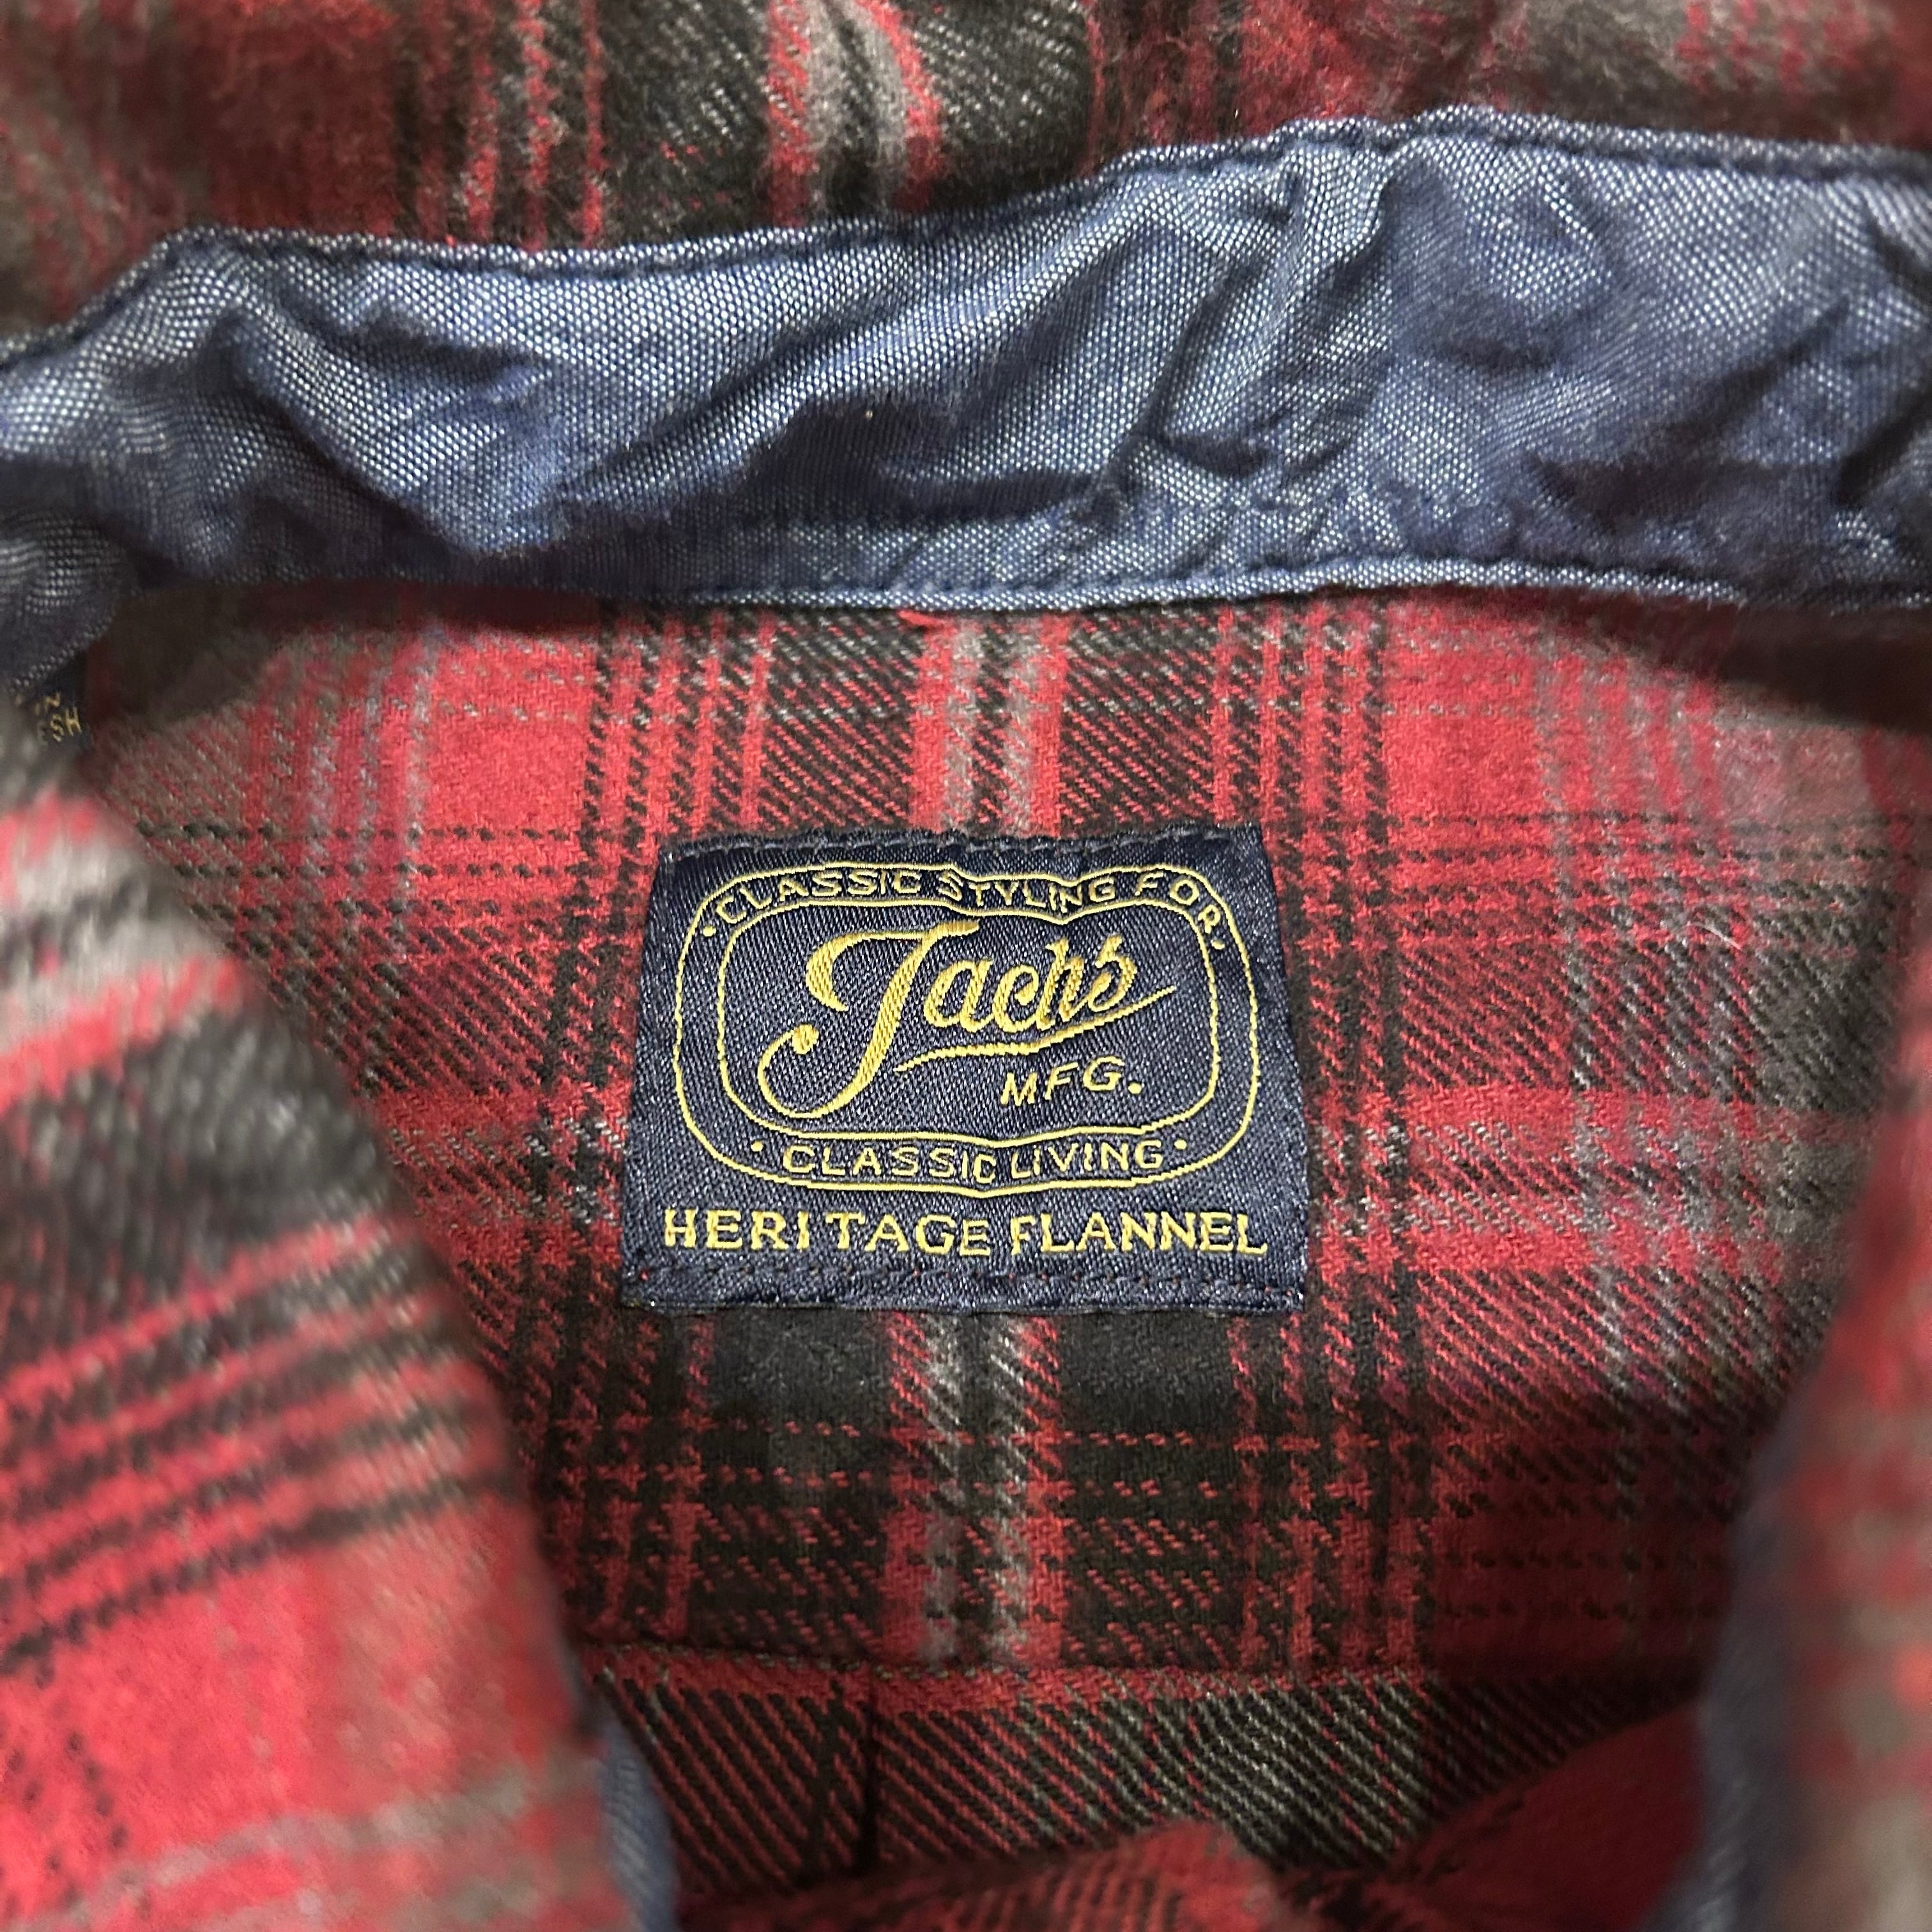 CLASSIC STYLING FOR
Jachs
MFG.
CLASSIC LIVING
HERITAGE FLANNEL